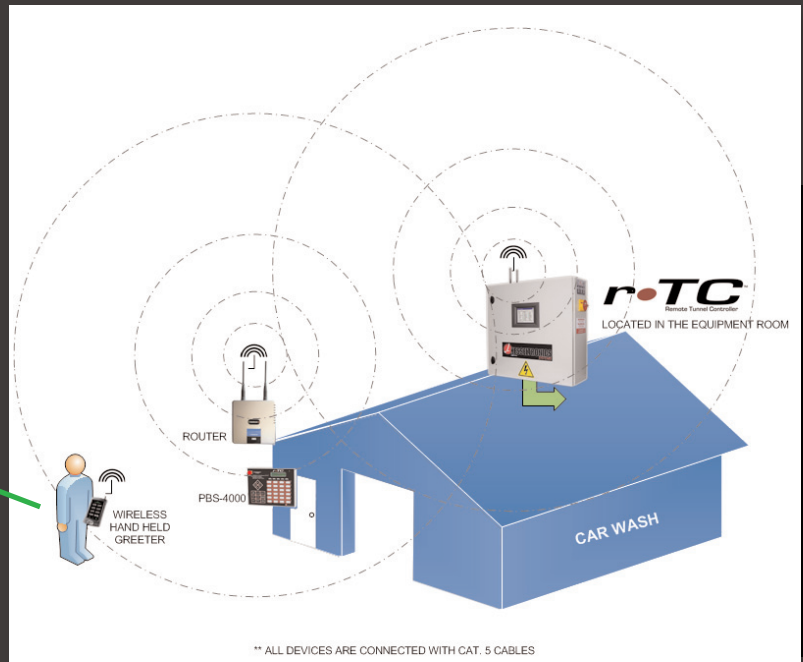 r•TC
Remote Tunnel Controller
LOCATED IN THE EQUIPMENT ROOM
ROUTER
PBS-4000
WIRELESS
HAND HELD
GREETER
CAR WASH
** ALL DEVICES ARE CONNECTED WITH CAT. 5 CABLES